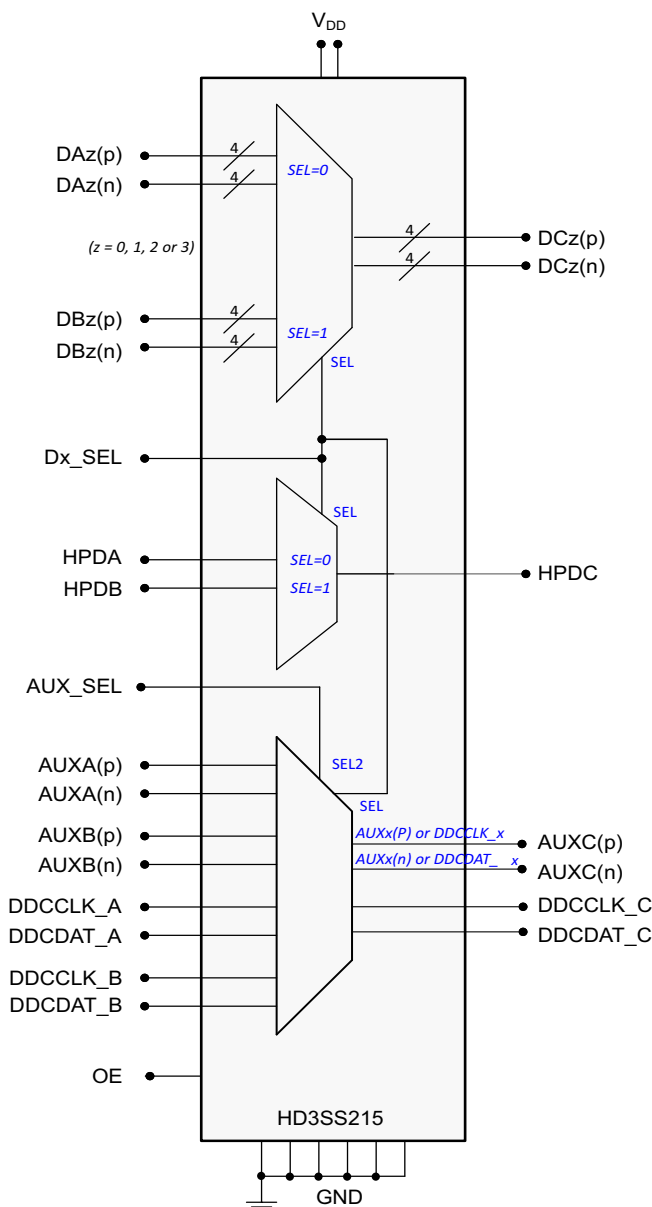 VDD
DAz(p)
4
SEL=0
DAz(n)
4
4
DCz(p)
(z = 0, 1, 2 or 3)
4
DCz(n)
DBz(p)
4
SEL=1
DBz(n)
4
SEL
Dx_SEL
SEL
HPDA
SEL=0
HPDC
HPDB
SEL=1
AUX_SEL
AUXA(p)
SEL2
AUXA(n)
SEL
AUXB(p)
AUXx(P) or DDCCLK_x
AUXC(p)
AUXB(n)
AUXx(n) or DDCDAT_ x
AUXC(n)
DDCCLK_A
DDCCLK_C
DDCDAT_A
DDCDAT_C
DDCCLK_B
DDCDAT_B
OE
HD3SS215
GND